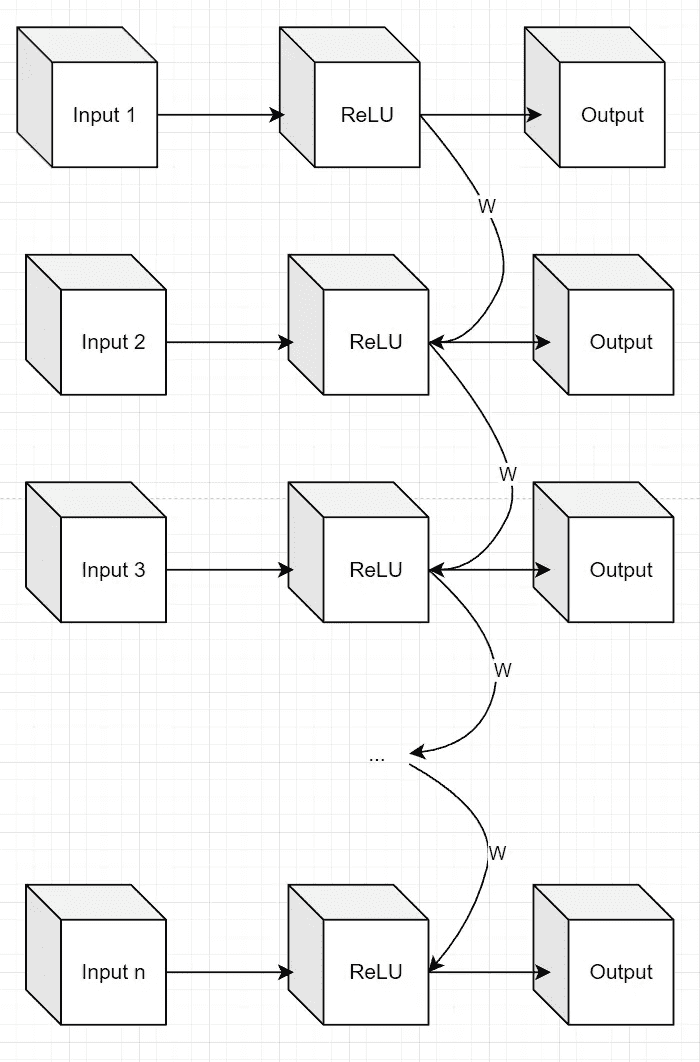 Input 1
ReLU
Output
W
Input 2
ReLU
Output
W
Input 3
ReLU
Output
W
...
W
Input n
ReLU
Output